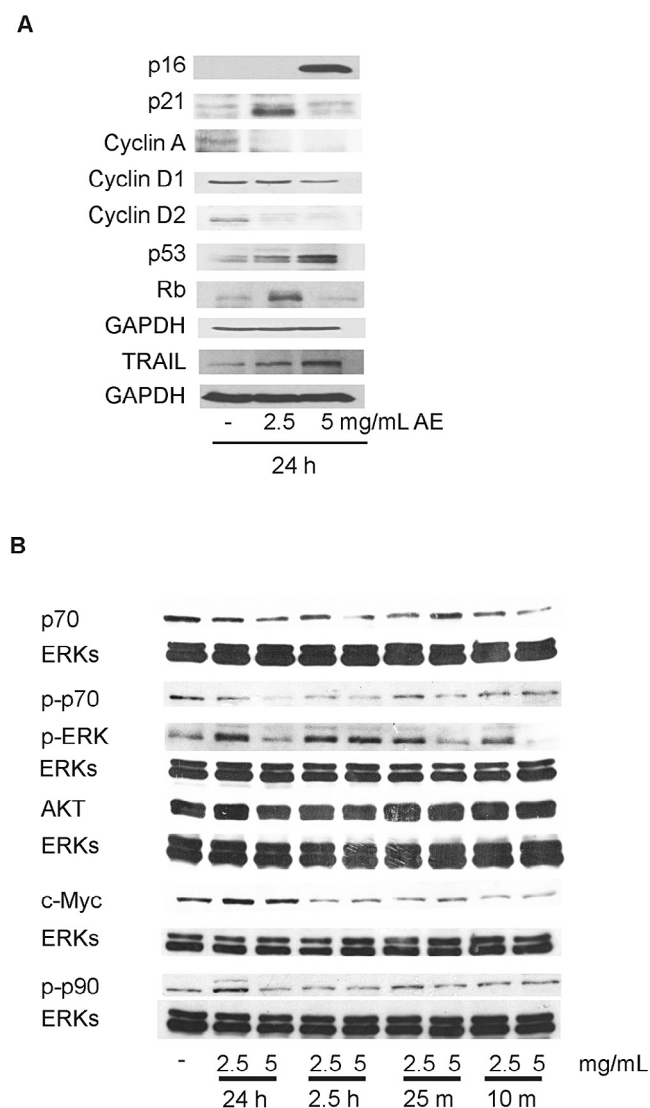 A
p16
p21
Cyclin A
Cyclin D1
Cyclin D2
p53
Rb
GAPDH
TRAIL
GAPDH
- 2.5 5 mg/mL AE
24 h
B
p70
ERKs
p-p70
p-ERK
ERKs
AKT
ERKs
c-Myc
ERKs
p-p90
ERKs
- 2.5 5 2.5 5 2.5 5 2.5 5 mg/mL
24 h 2.5 h 25 m 10 m